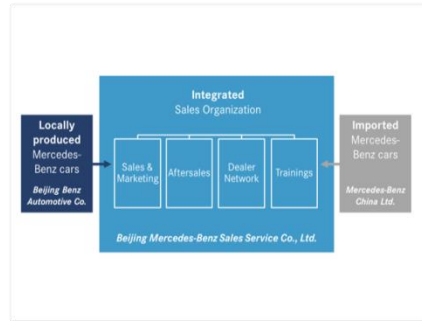 Locally
produced
Mercedes-
Benz cars
Beijing Benz
Automotive Co.
Integrated
Sales Organization
Sales &
Marketing
Aftersales
Dealer
Network
Trainings
Beijing Mercedes-Benz Sales Service Co., Ltd.
Imported
Mercedes-
Benz cars
Mercedes-Benz
China Ltd.